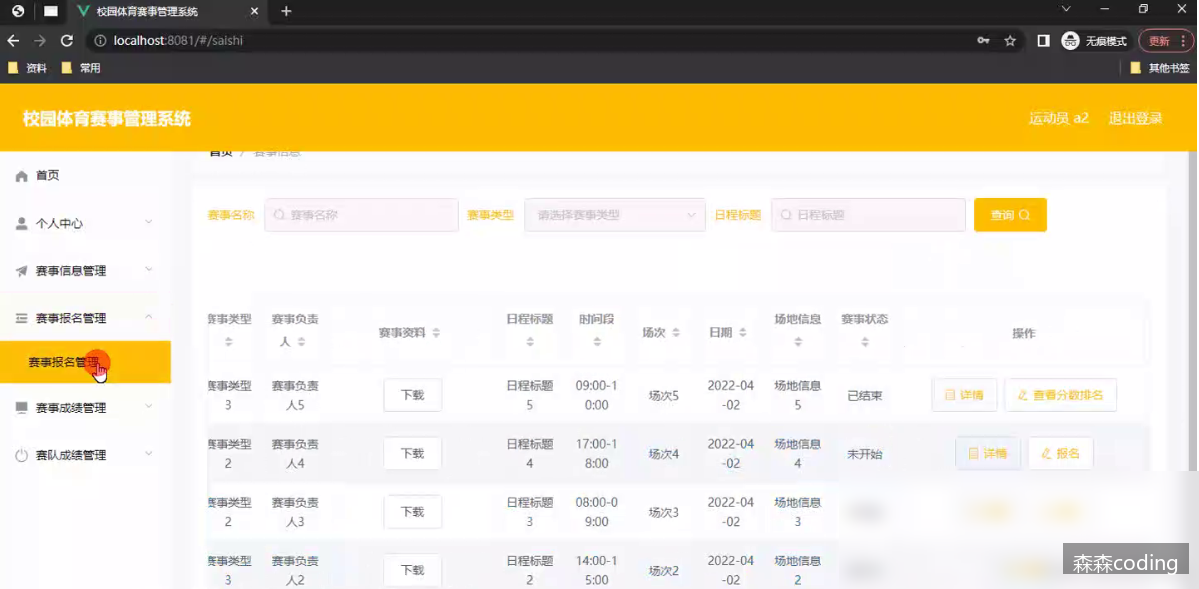 校园体育赛事管理系统
localhost:8081/#/saishi
无痕模式
更新
资料
常用
其他书签
校园体育赛事管理系统
运动员 a2
退出登录
首页 / 赛事信息
首页
个人中心
赛事信息管理
赛事报名管理
赛事报名管理
赛事成绩管理
赛队成绩管理
赛事名称
赛事名称
赛事类型
请选择赛事类型
日程标题
日程标题
查询
赛事类型
赛事负责人
赛事资料
日程标题
时间段
场次
日期
场地信息
赛事状态
操作
赛事类型3
赛事负责人5
下载
日程标题5
09:00-10:00
场次5
2022-04-02
场地信息5
已结束
详情
查看分数排名
赛事类型2
赛事负责人4
下载
日程标题4
17:00-18:00
场次4
2022-04-02
场地信息4
未开始
详情
报名
赛事类型2
赛事负责人3
下载
日程标题3
08:00-09:00
场次3
2022-04-02
场地信息3
赛事类型3
赛事负责人2
下载
日程标题2
14:00-15:00
场次2
2022-04-02
场地信息2
森森coding